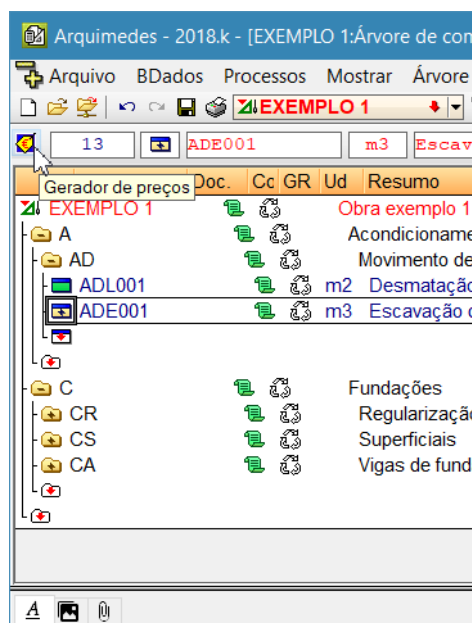 Arquimedes - 2018.k - [EXEMPLO 1:Árvore de con
Arquivo BDados Processos Mostrar Árvore
EXEMPLO 1
13 ADE001 m3 Escav
Gerador de preços Doc. Cc GR Ud Resumo
EXEMPLO 1 Obra exemplo 1
A Acondicioname
AD Movimento de
ADL001 m2 Desmatação
ADE001 m3 Escavação
C Fundações
CR Regularização
CS Superficiais
CA Vigas de fund
A